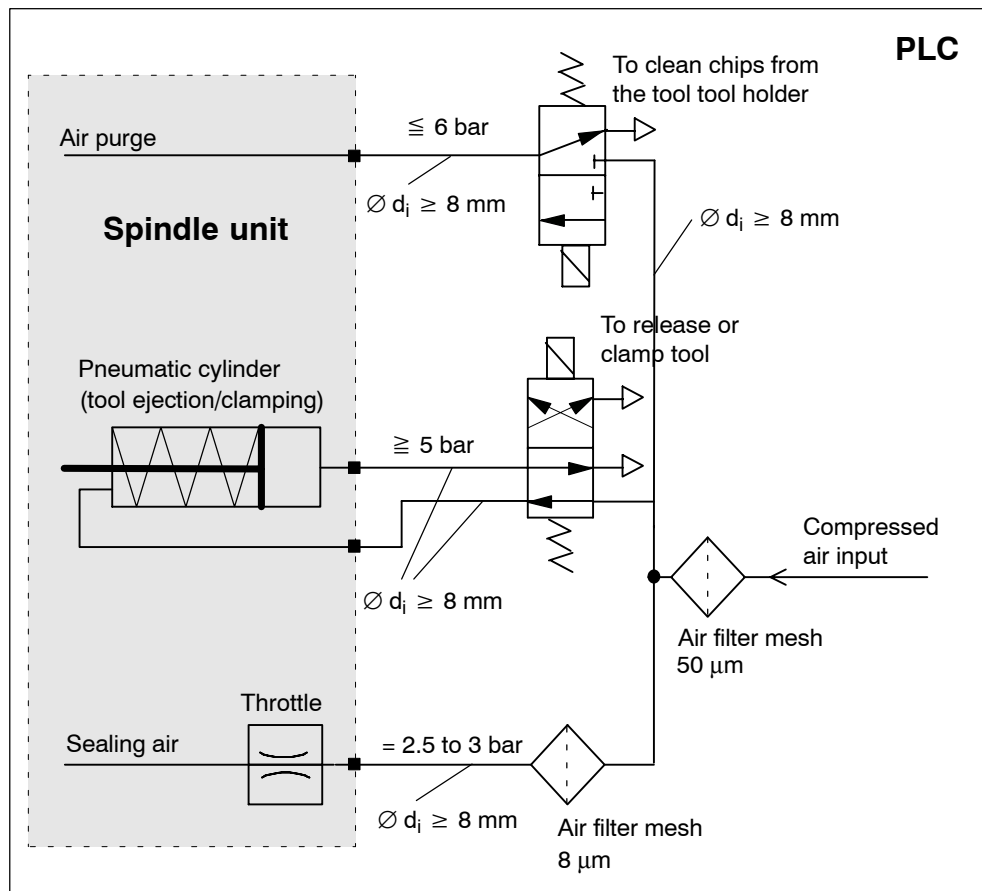 PLC
To clean chips from
the tool tool holder
≦ 6 bar
Air purge
Ø di ≥ 8 mm
Ø di ≥ 8 mm
Spindle unit
To release or
clamp tool
Pneumatic cylinder
(tool ejection/clamping)
≧ 5 bar
Compressed
air input
Ø di ≥ 8 mm
Air filter mesh
50 μm
Throttle
Sealing air
= 2.5 to 3 bar
Ø di ≥ 8 mm
Air filter mesh
8 μm